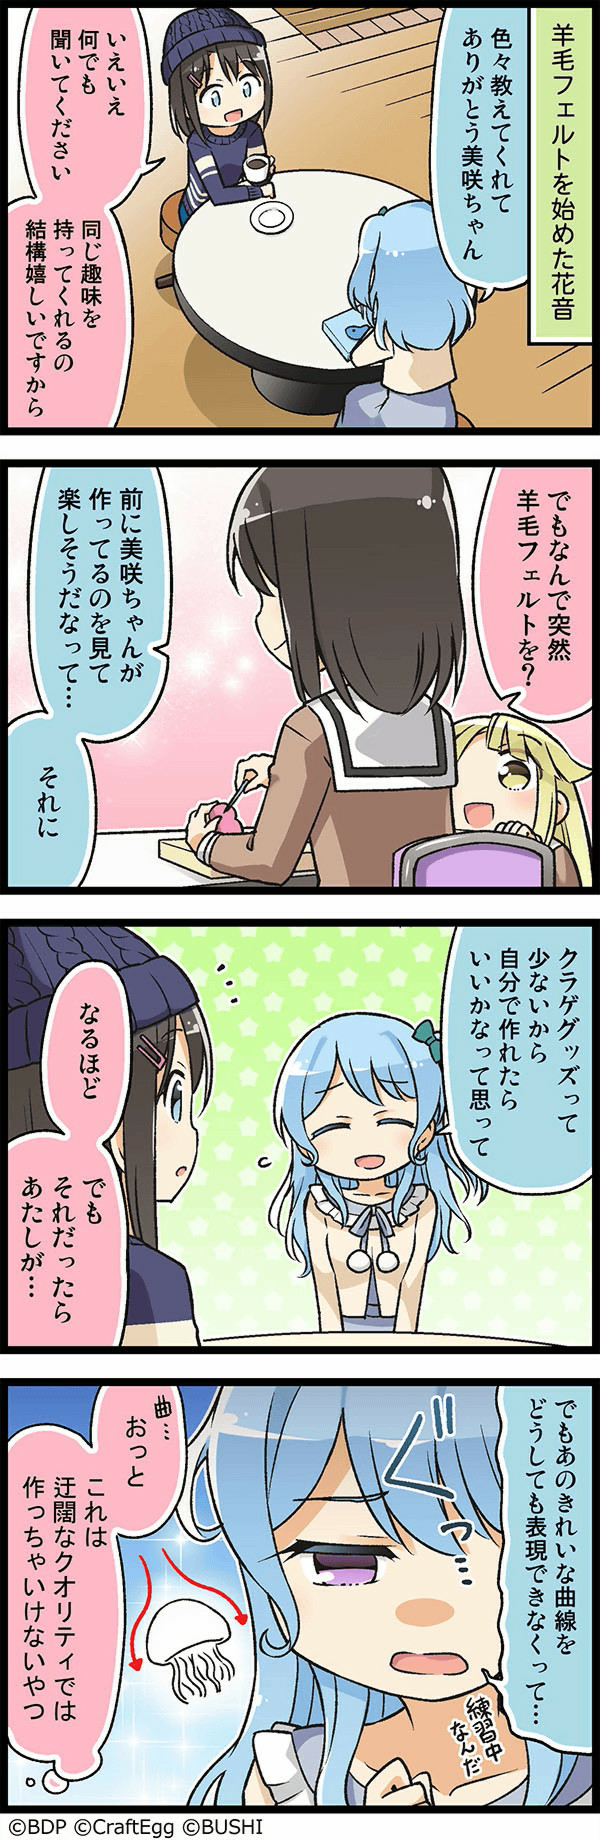 羊毛フェルトを始めた花音
色々教えてくれて
ありがとう美咲ちゃん
いえいえ
何でも
聞いてください
同じ趣味を
持ってくれるの
結構嬉しいですから
でもなんで突然
羊毛フェルトを?
前に美咲ちゃんが
作ってるのを見て
楽しそうだなって…
それに
クラゲグッズって
少ないから
自分で作れたら
いいかなって思って
なるほど
でも
それだったら
あたしが…
でもあのきれいな曲線を
どうしても表現できなくって…
くっ…
練習中
なんだ
曲…
おっと
これは
迂闊なクオリティでは
作っちゃいけないやつ
©BDP ©CraftEgg ©BUSHI